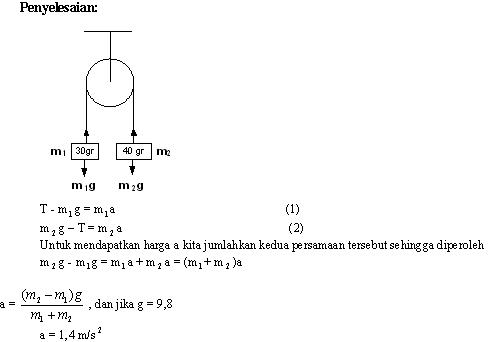 Penyelesaian:
m₁ 30gr 40 gr m₂
m₁g m₂g
T - m₁g = m₁a (1)
m₂g – T = m₂a (2)
Untuk mendapatkan harga a kita jumlahkan kedua persamaan tersebut sehingga diperoleh
m₂g - m₁g = m₁a + m₂a = (m₁ + m₂)a
a = (m₂ − m₁)g / m₁ + m₂ , dan jika g = 9,8
a = 1,4 m/s²